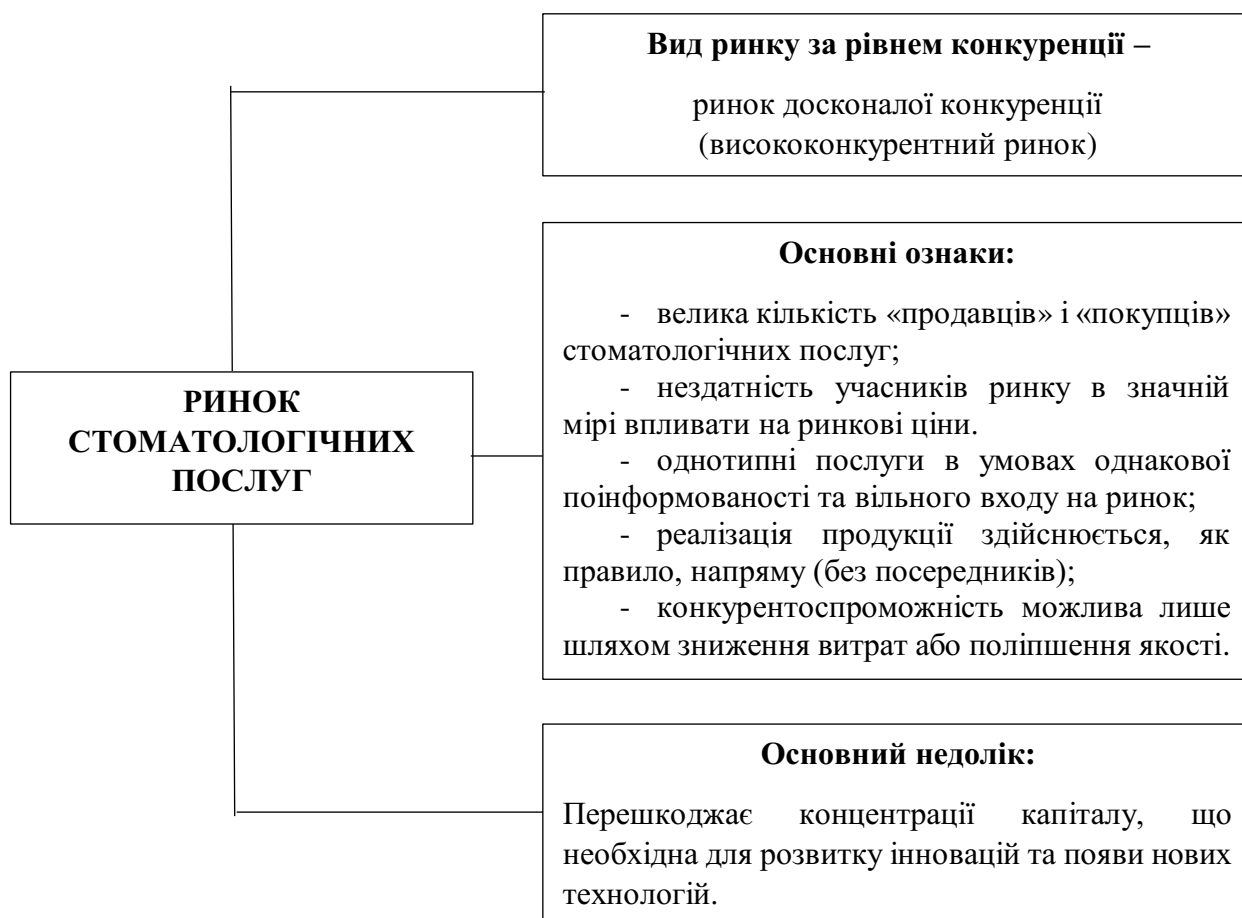 Вид ринку за рівнем конкуренції –
ринок досконалої конкуренції
(висококонкурентний ринок)
Основні ознаки:
- велика кількість «продавців» і «покупців»
стоматологічних послуг;
- нездатність учасників ринку в значній
мірі впливати на ринкові ціни.
- однотипні послуги в умовах однакової
поінформованості та вільного входу на ринок;
- реалізація продукції здійснюється, як
правило, напряму (без посередників);
- конкурентоспроможність можлива лише
шляхом зниження витрат або поліпшення якості.
РИНОК
СТОМАТОЛОГІЧНИХ
ПОСЛУГ
Основний недолік:
Перешкоджає концентрації капіталу, що
необхідна для розвитку інновацій та появи нових
технологій.